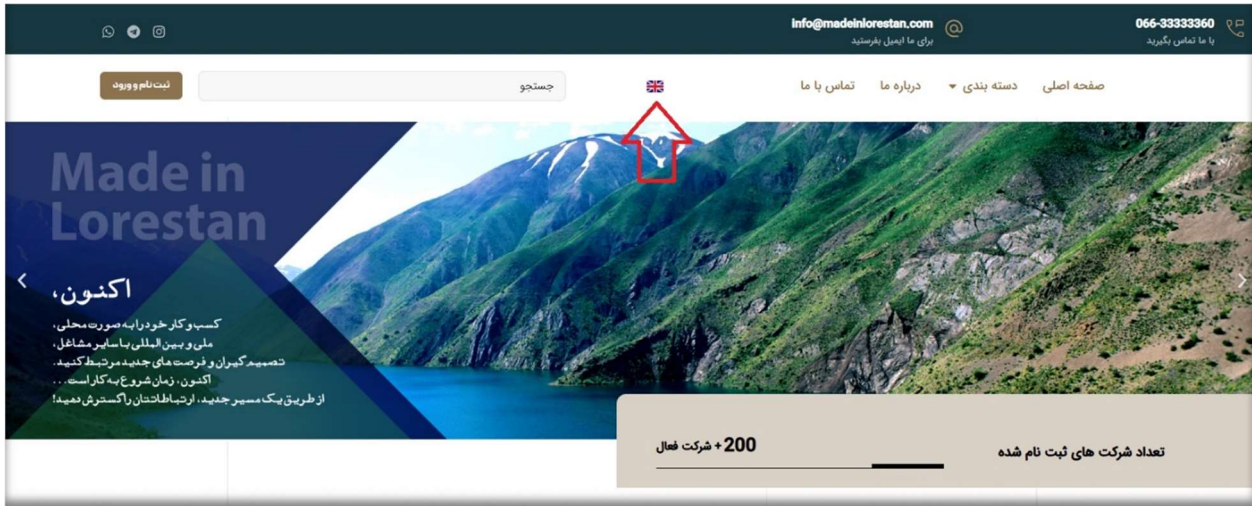 066-33333360
با ما تماس بگیرید
info@madeinlorestan.com
برای ما ایمیل بفرستید
صفحه اصلی
دسته بندی
درباره ما
تماس با ما
جستجو
ثبت نام و ورود
Made in
Lorestan
اکنون،
کسب و کار خود را به صورت محلی،
ملی و بین المللی با سایر مشاغل،
تصمیم گیران و فرصت های جدید مرتبط کنید.
اکنون، زمان شروع به کار است...
از طریق یک مسیر جدید، ارتباطاتتان را گسترش دهید!
تعداد شرکت های ثبت نام شده
200+ شرکت فعال